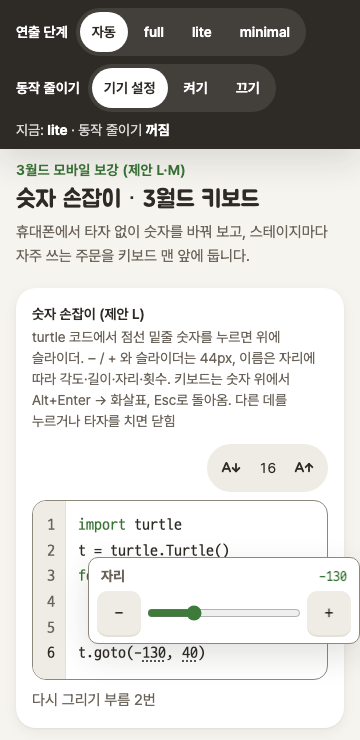 연출 단계 자동 full lite minimal
동작 줄이기 기기 설정 켜기 끄기
지금: lite · 동작 줄이기 꺼짐
3월드 모바일 보강 (제안 L·M)
숫자 손잡이 · 3월드 키보드
휴대폰에서 타자 없이 숫자를 바꿔 보고, 스테이지마다
자주 쓰는 주문을 키보드 맨 앞에 둡니다.
숫자 손잡이 (제안 L)
turtle 코드에서 점선 밑줄 숫자를 누르면 위에
슬라이더. – / + 와 슬라이더는 44px, 이름은 자리에
따라 각도·길이·자리·횟수. 키보드는 숫자 위에서
Alt+Enter → 화살표, Esc로 돌아옴. 다른 데를
누르거나 타자를 치면 닫힘
A↓ 16 A↑
1 import turtle
2 t = turtle.Turtle()
3
자리 -130
4
− +
5
6 t.goto(-130, 40)
다시 그리기 부름 2번